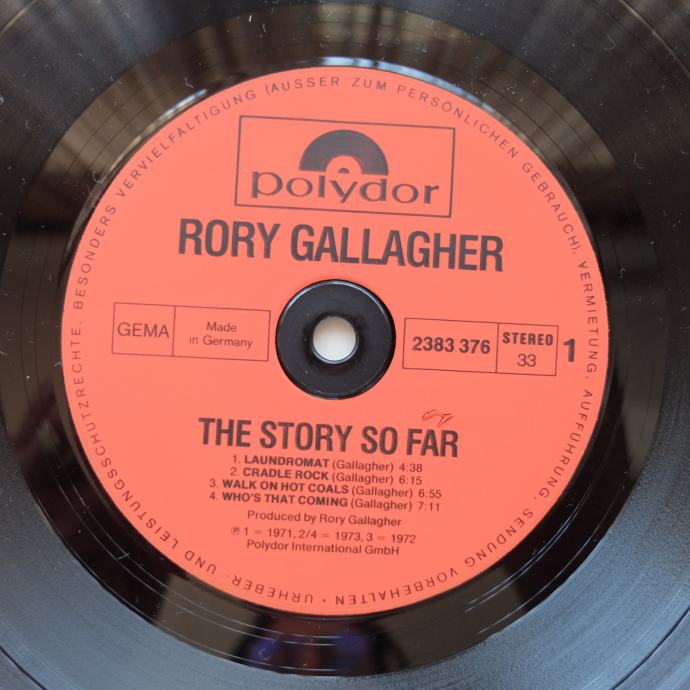 URHEBER- UND LEISTUNGSSCHUTZRECHTE, BESONDERS VERVIELFÄLTIGUNG (AUSSER ZUM PERSÖNLICHEN GEBRAUCH), VERMIETUNG, AUFFÜHRUNG, SENDUNG VORBEHALTEN •
polydor
RORY GALLAGHER
GEMA
Made
in Germany
2383 376
STEREO
33
1
THE STORY SO FAR
1. LAUNDROMAT (Gallagher) 4:38
2. CRADLE ROCK (Gallagher) 6:15
3. WALK ON HOT COALS (Gallagher) 6:55
4. WHO'S THAT COMING (Gallagher) 7:11
Produced by Rory Gallagher
℗ 1 = 1971, 2/4 = 1973, 3 = 1972
Polydor International GmbH